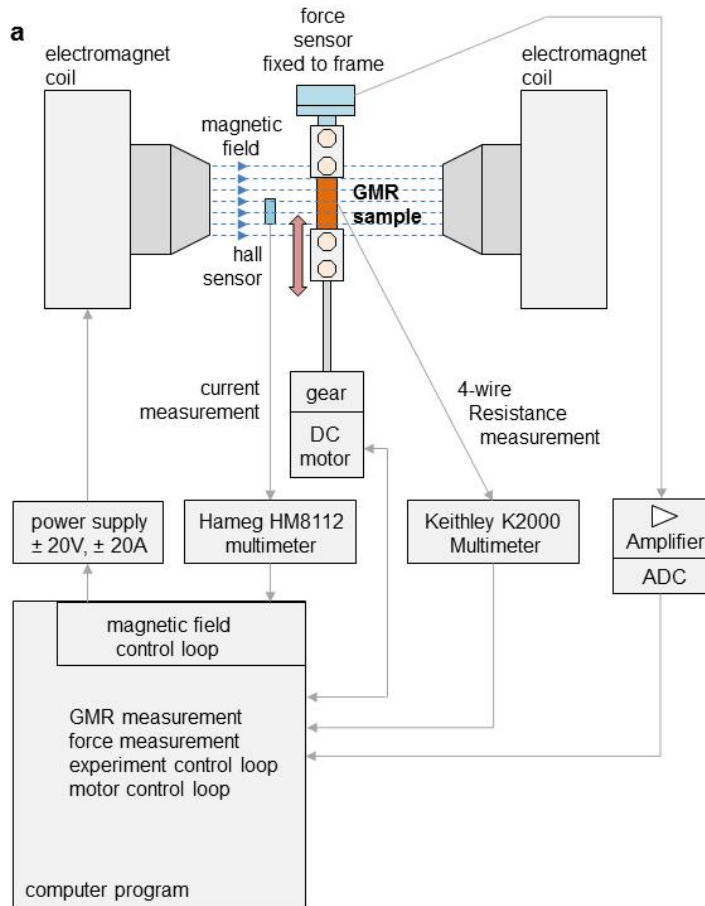 a
force
sensor
fixed to frame
electromagnet
coil
electromagnet
coil
magnetic
field
GMR
sample
hall
sensor
current
measurement
gear
DC
motor
4-wire
Resistance
measurement
power supply
± 20V, ± 20A
Hameg HM8112
multimeter
Keithley K2000
Multimeter
Amplifier
ADC
magnetic field
control loop
GMR measurement
force measurement
experiment control loop
motor control loop
computer program